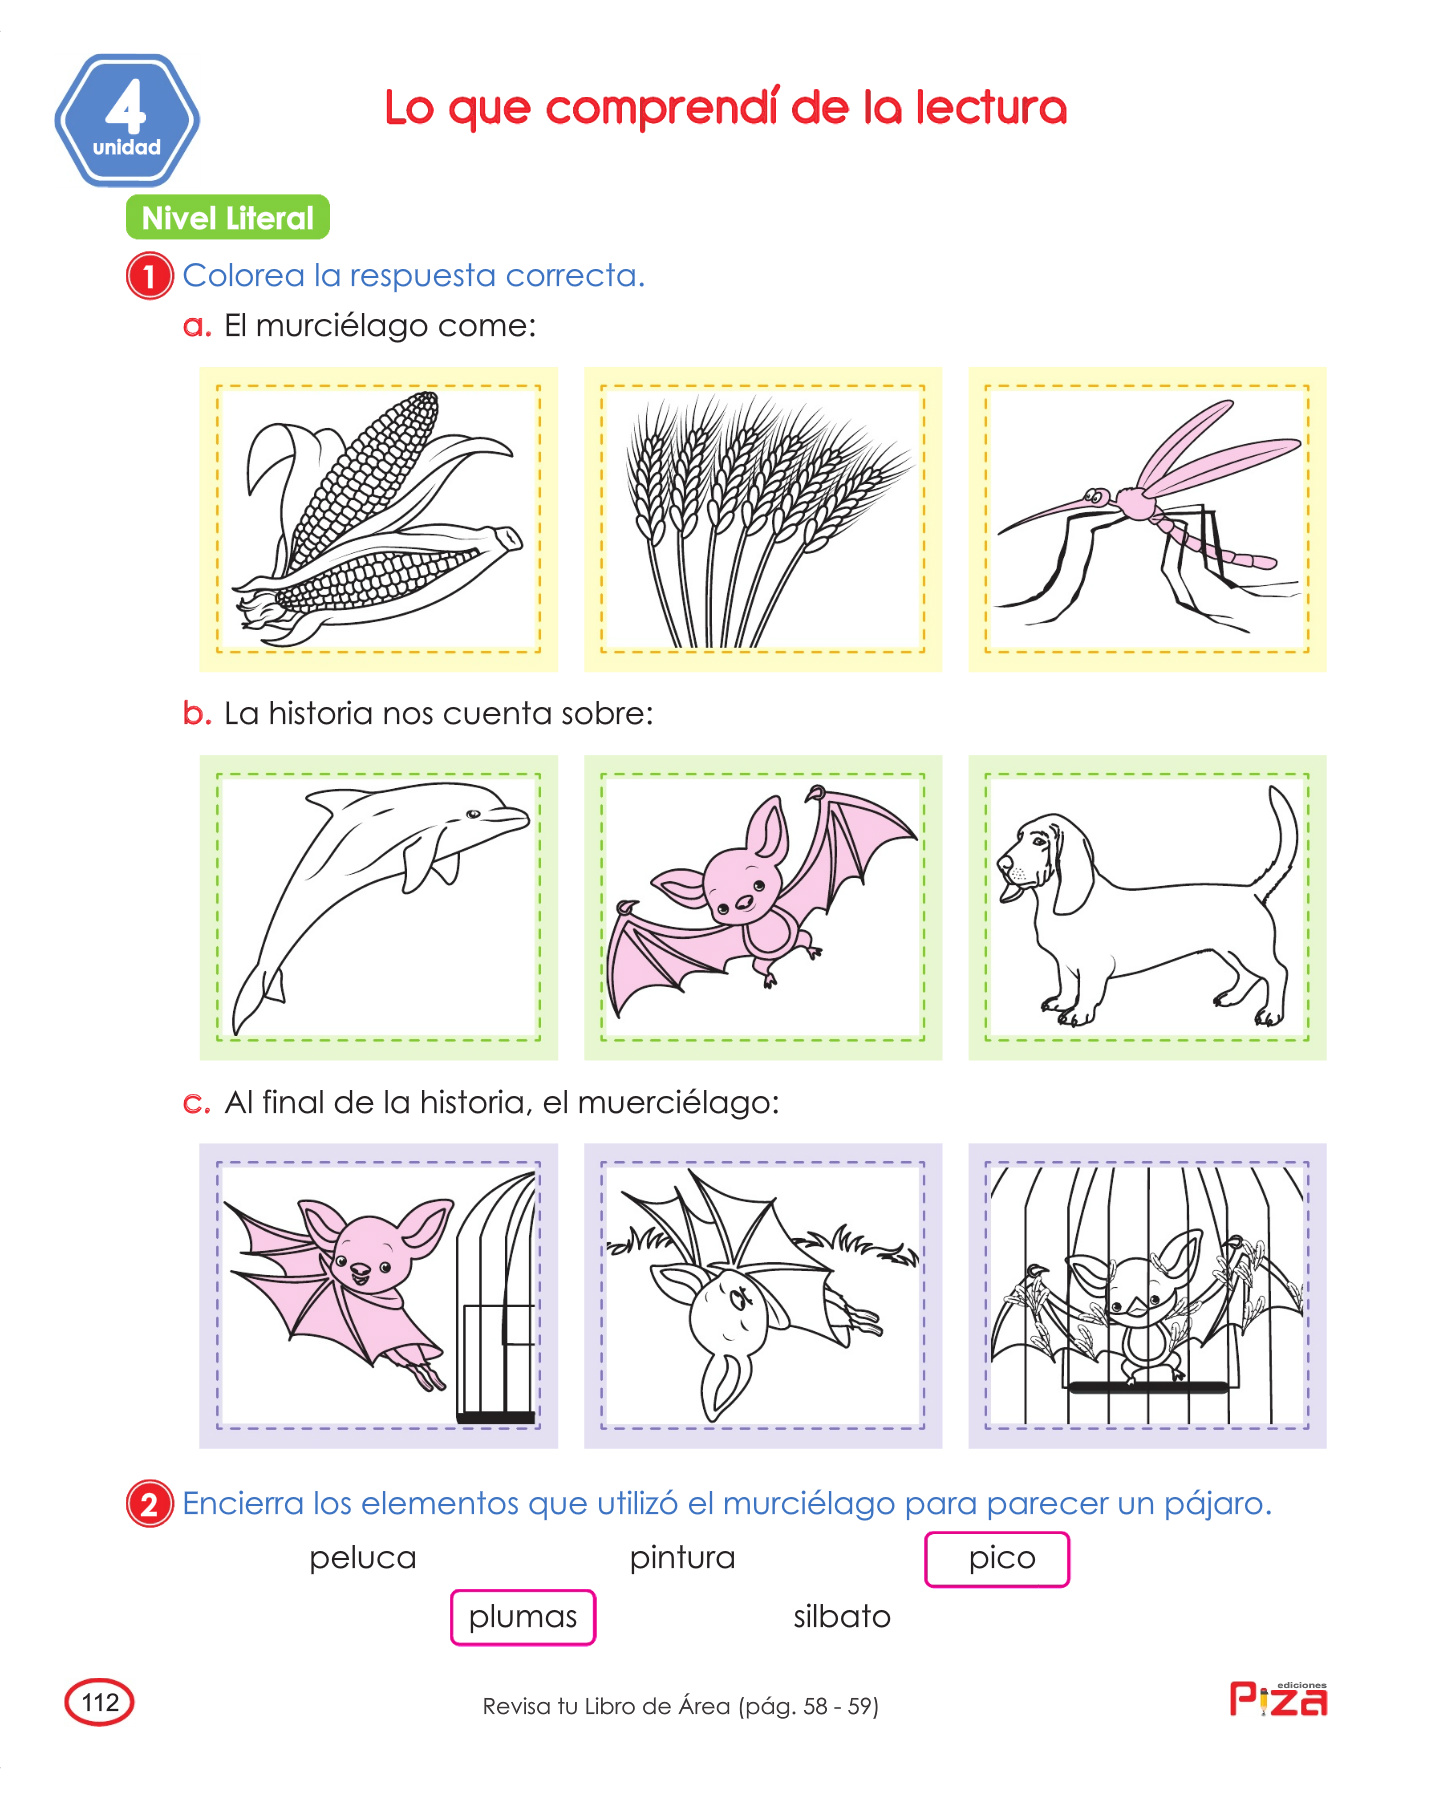 4
unidad
Lo que comprendí de la lectura
Nivel Literal
1 Colorea la respuesta correcta.
a. El murciélago come:
b. La historia nos cuenta sobre:
c. Al final de la historia, el muerciélago:
2 Encierra los elementos que utilizó el murciélago para parecer un pájaro.
peluca pintura pico
plumas silbato
112
Revisa tu Libro de Área (pág. 58 - 59)
ediciones
Piza